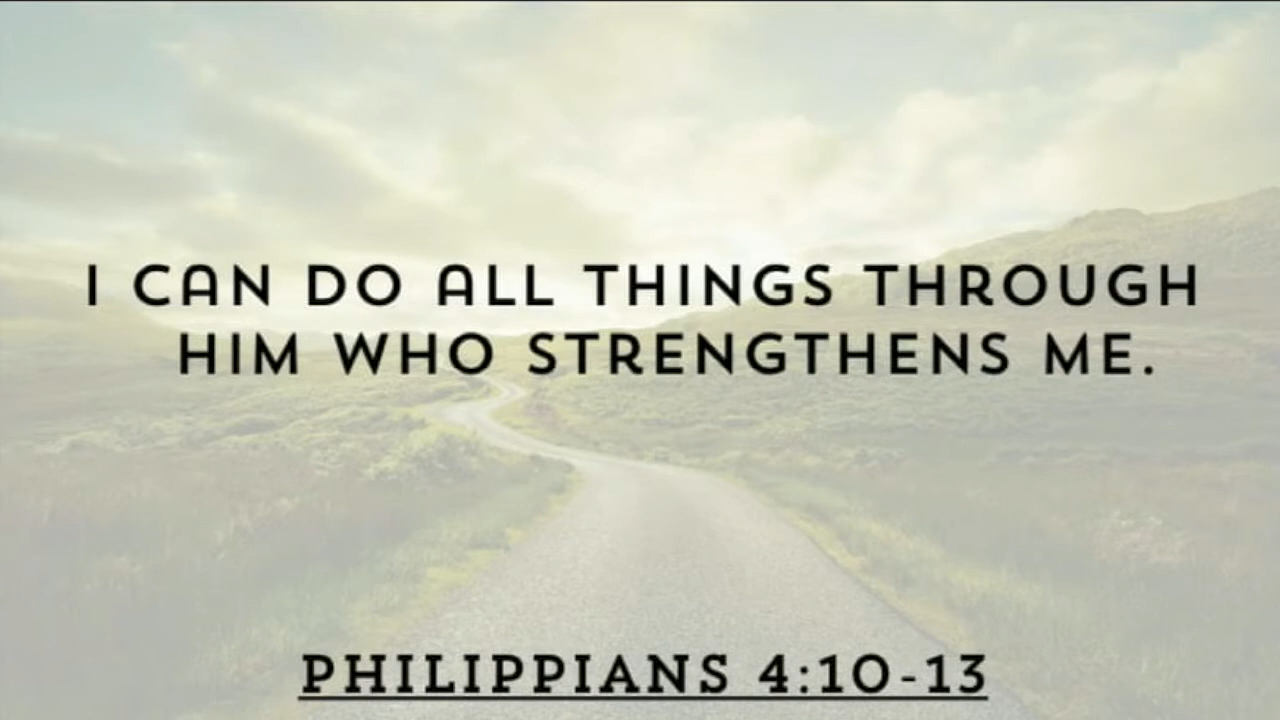 I CAN DO ALL THINGS THROUGH
HIM WHO STRENGTHENS ME.
PHILIPPIANS 4:10-13